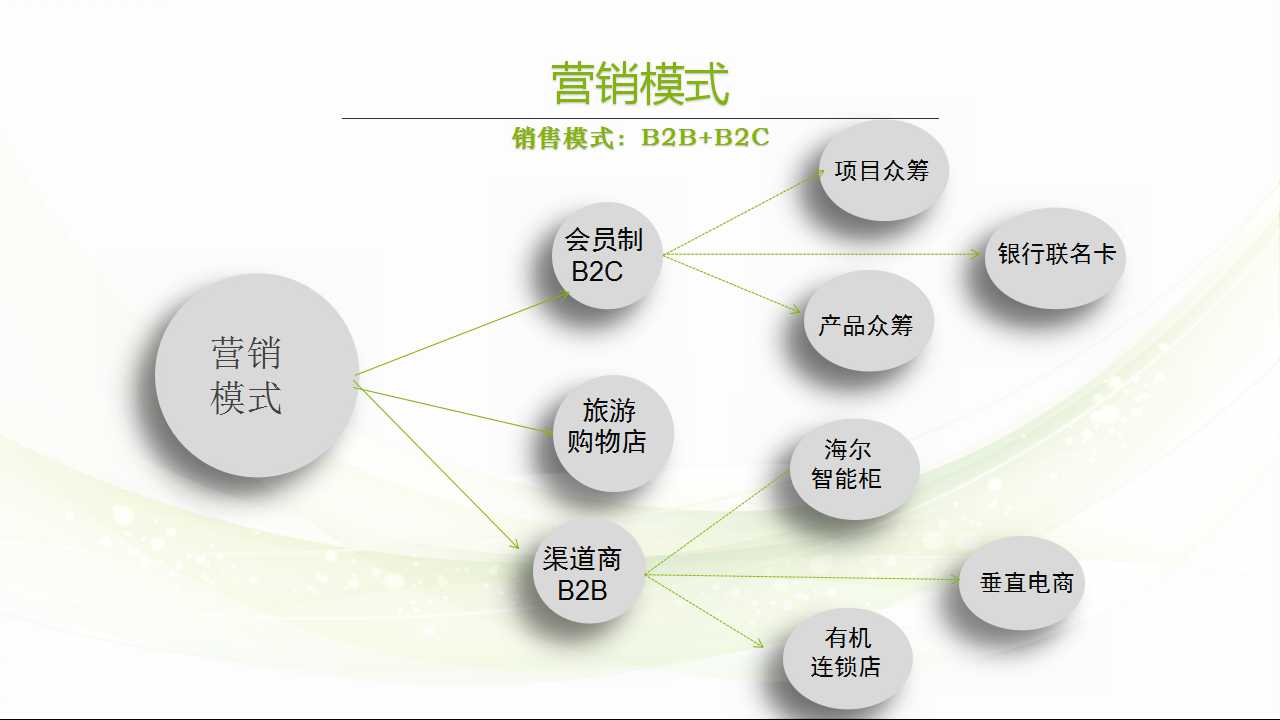 营销模式
销售模式：B2B+B2C
项目众筹
会员制
B2C
银行联名卡
产品众筹
营销
模式
旅游
购物店
海尔
智能柜
渠道商
B2B
垂直电商
有机
连锁店